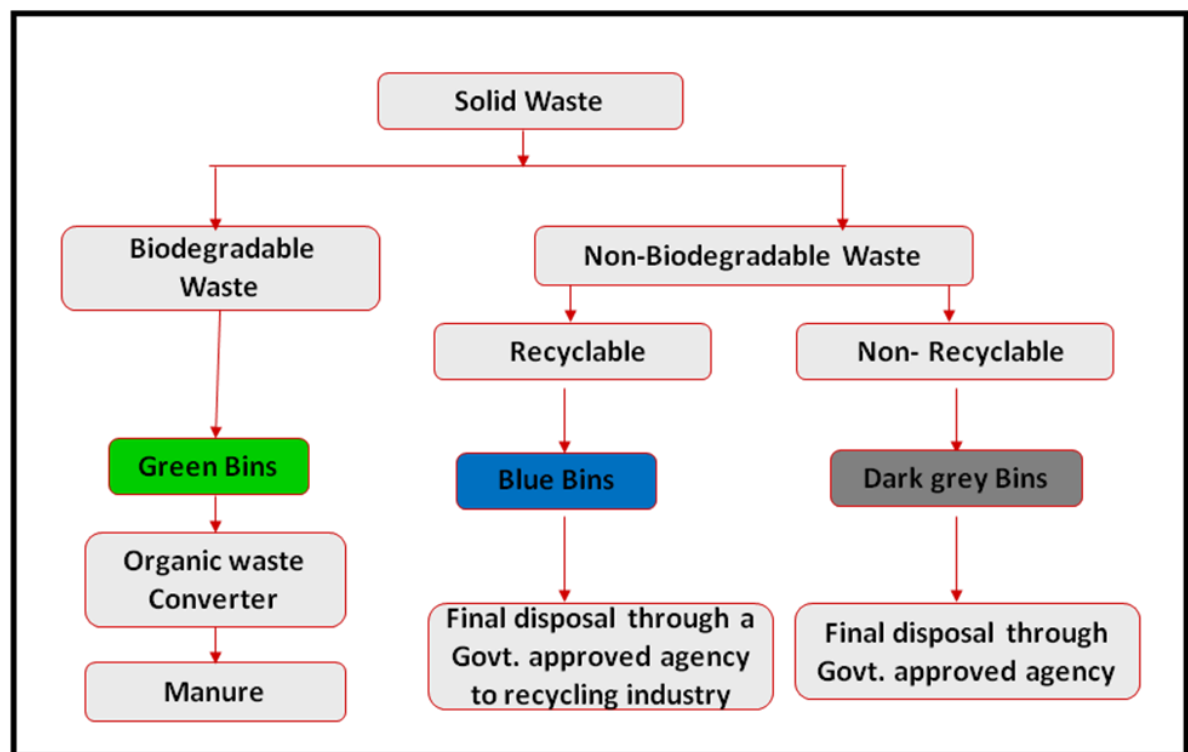 Solid Waste
Biodegradable
Waste
Non-Biodegradable Waste
Recyclable
Non- Recyclable
Green Bins
Blue Bins
Dark grey Bins
Organic waste
Converter
Final disposal through a
Govt. approved agency
to recycling industry
Final disposal through
Govt. approved agency
Manure